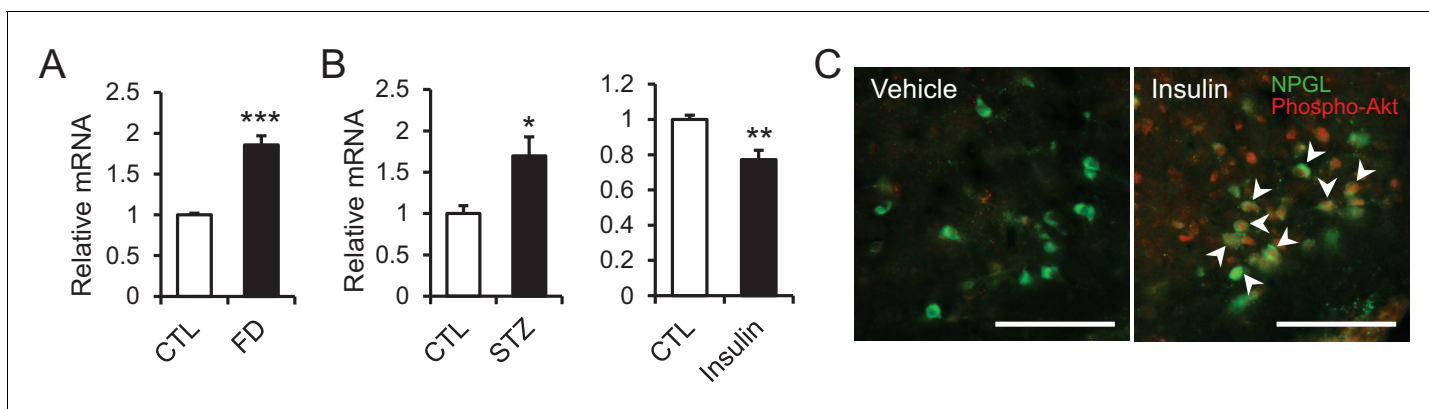 A
Relative mRNA
2.5
2
1.5
1
0.5
0
***
CTL
FD
B
Relative mRNA
2.5
2
1.5
1
0.5
0
*
CTL
STZ
1.2
1
0.8
0.6
0.4
0.2
0
**
CTL
Insulin
C
Vehicle
Insulin
NPGL
Phospho-Akt